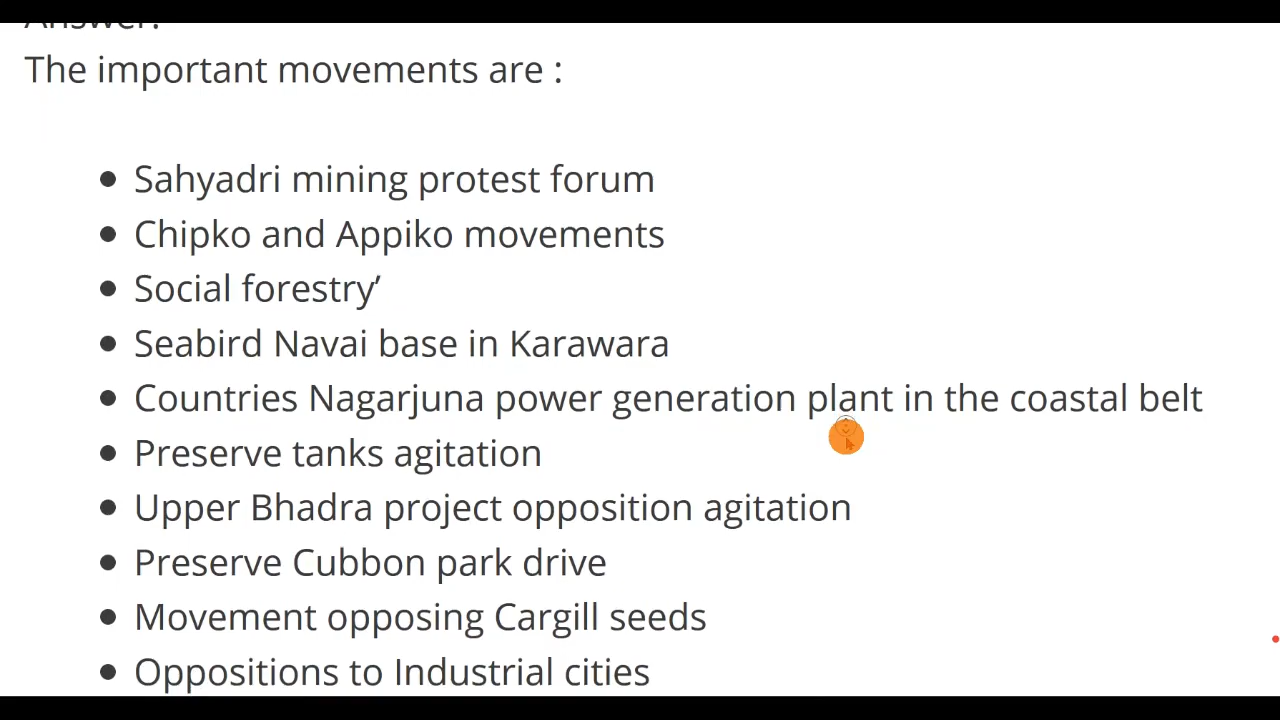 Answer:
The important movements are :
• Sahyadri mining protest forum
• Chipko and Appiko movements
• Social forestry’
• Seabird Navai base in Karawara
• Countries Nagarjuna power generation plant in the coastal belt
• Preserve tanks agitation
• Upper Bhadra project opposition agitation
• Preserve Cubbon park drive
• Movement opposing Cargill seeds
• Oppositions to Industrial cities